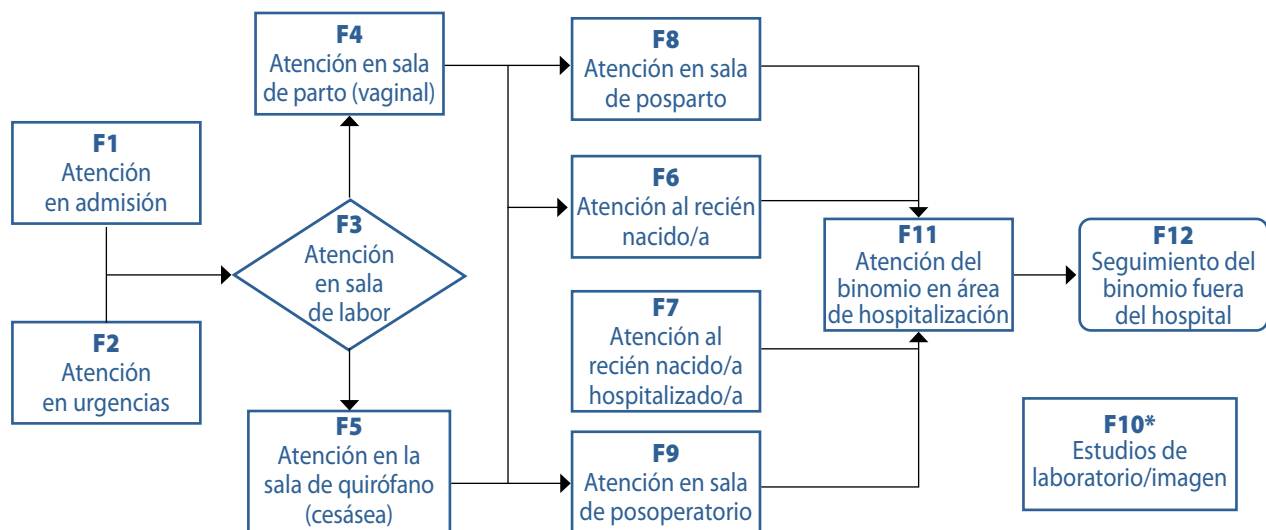 F1
Atención
en admisión
F2
Atención
en urgencias
F3
Atención
en sala
de labor
F4
Atención en sala
de parto (vaginal)
F5
Atención en la
sala de quirófano
(cesásea)
F8
Atención en sala
de posparto
F6
Atención al recién
nacido/a
F7
Atención al
recién nacido/a
hospitalizado/a
F9
Atención en sala
de posoperatorio
F11
Atención del
binomio en área
de hospitalización
F12
Seguimiento del
binomio fuera
del hospital
F10*
Estudios de
laboratorio/imagen